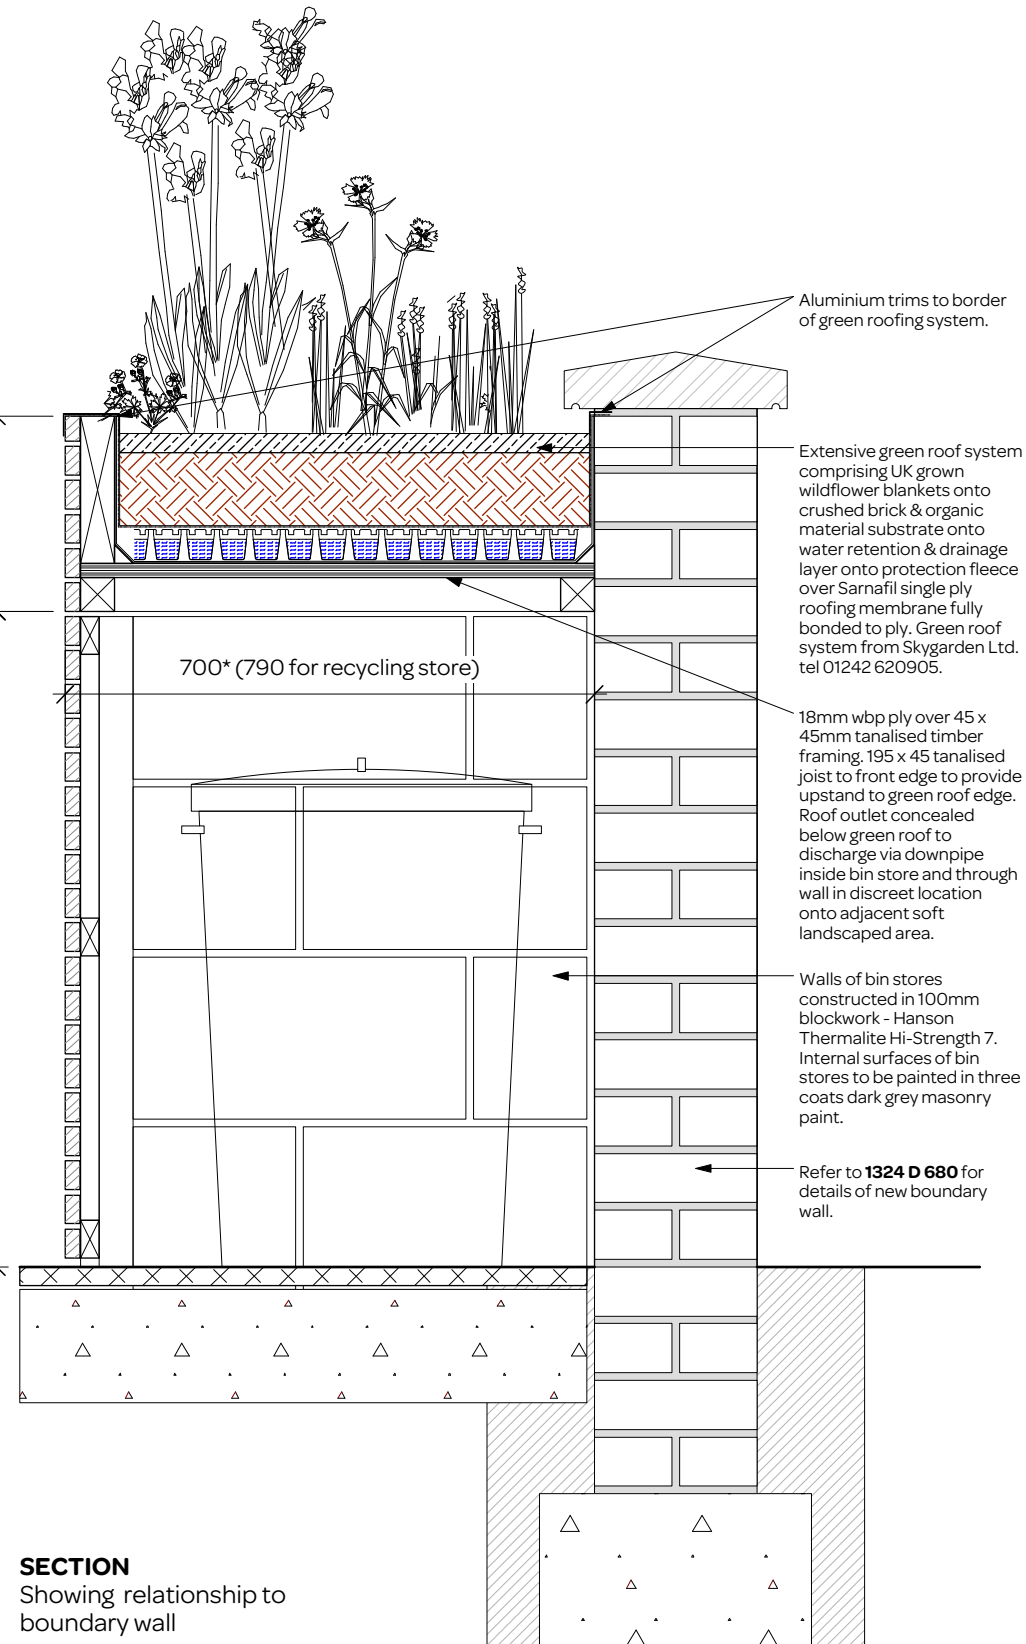 Aluminium trims to border
of green roofing system.
Extensive green roof system
comprising UK grown
wildflower blankets onto
crushed brick & organic
material substrate onto
water retention & drainage
layer onto protection fleece
over Sarnafil single ply
roofing membrane fully
bonded to ply. Green roof
system from Skygarden Ltd.
tel 01242 620905.
700* (790 for recycling store)
18mm wbp ply over 45 x
45mm tanalised timber
framing. 195 x 45 tanalised
joist to front edge to provide
upstand to green roof edge.
Roof outlet concealed
below green roof to
discharge via downpipe
inside bin store and through
wall in discreet location
onto adjacent soft
landscaped area.
Walls of bin stores
constructed in 100mm
blockwork - Hanson
Thermalite Hi-Strength 7.
Internal surfaces of bin
stores to be painted in three
coats dark grey masonry
paint.
Refer to 1324 D 680 for
details of new boundary
wall.
SECTION
Showing relationship to
boundary wall